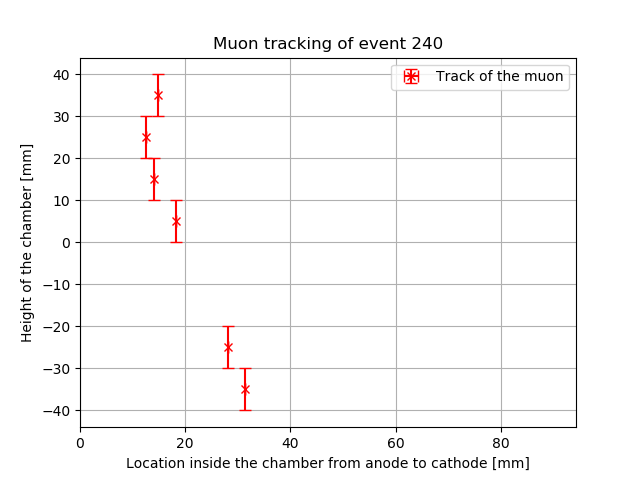 Muon tracking of event 240
Track of the muon
Height of the chamber [mm]
40
30
20
10
0
−10
−20
−30
−40
0 20 40 60 80
Location inside the chamber from anode to cathode [mm]